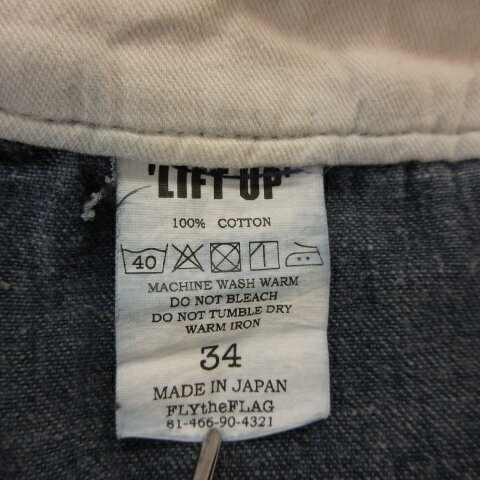 'LIFT UP'
100% COTTON
40
MACHINE WASH WARM
DO NOT BLEACH
DO NOT TUMBLE DRY
WARM IRON
34
MADE IN JAPAN
FLYtheFLAG
81-466-90-4321